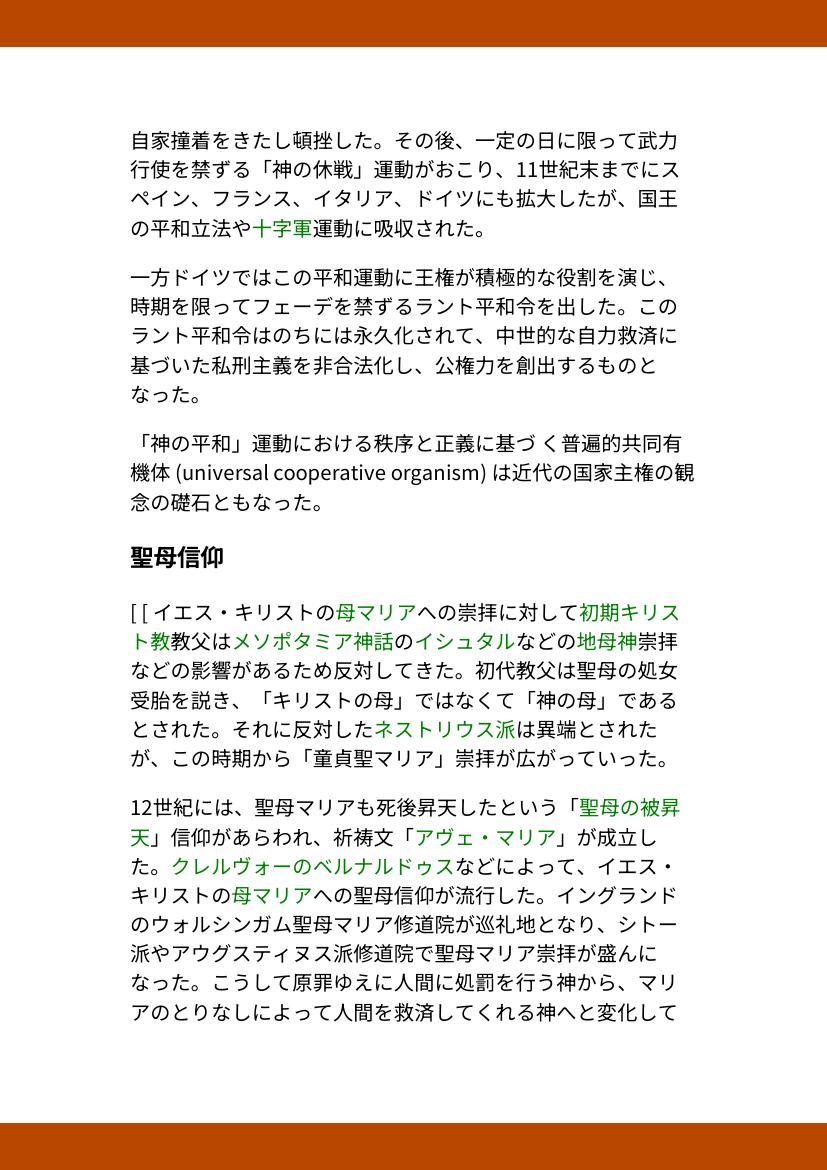 自家撞着をきたし頓挫した。その後、一定の日に限って武力
行使を禁ずる「神の休戦」運動がおこり、11世紀末までにス
ペイン、フランス、イタリア、ドイツにも拡大したが、国王
の平和立法や十字軍運動に吸収された。
一方ドイツではこの平和運動に王権が積極的な役割を演じ、
時期を限ってフェーデを禁ずるラント平和令を出した。この
ラント平和令はのちには永久化されて、中世的な自力救済に
基づいた私刑主義を非合法化し、公権力を創出するものと
なった。
「神の平和」運動における秩序と正義に基づ く普遍的共同有
機体 (universal cooperative organism) は近代の国家主権の観
念の礎石ともなった。
聖母信仰
[ [ イエス・キリストの母マリアへの崇拝に対して初期キリス
ト教教父はメソポタミア神話のイシュタルなどの地母神崇拝
などの影響があるため反対してきた。初代教父は聖母の処女
受胎を説き、「キリストの母」ではなくて「神の母」である
とされた。それに反対したネストリウス派は異端とされた
が、この時期から「童貞聖マリア」崇拝が広がっていった。
12世紀には、聖母マリアも死後昇天したという「聖母の被昇
天」信仰があらわれ、祈祷文「アヴェ・マリア」が成立し
た。クレルヴォーのベルナルドゥスなどによって、イエス・
キリストの母マリアへの聖母信仰が流行した。イングランド
のウォルシンガム聖母マリア修道院が巡礼地となり、シトー
派やアウグスティヌス派修道院で聖母マリア崇拝が盛んに
なった。こうして原罪ゆえに人間に処罰を行う神から、マリ
アのとりなしによって人間を救済してくれる神へと変化して